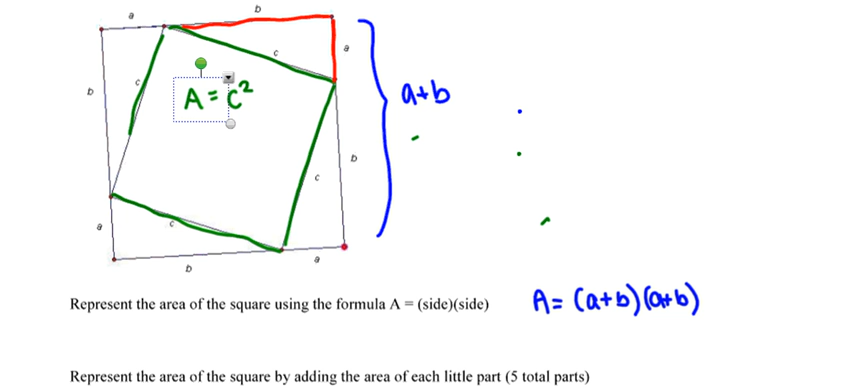 a
b
c
a
b
c
A = c²
a+b
b
c
a
c
b
a
Represent the area of the square using the formula A = (side)(side)
A= (a+b)(a+b)
Represent the area of the square by adding the area of each little part (5 total parts)